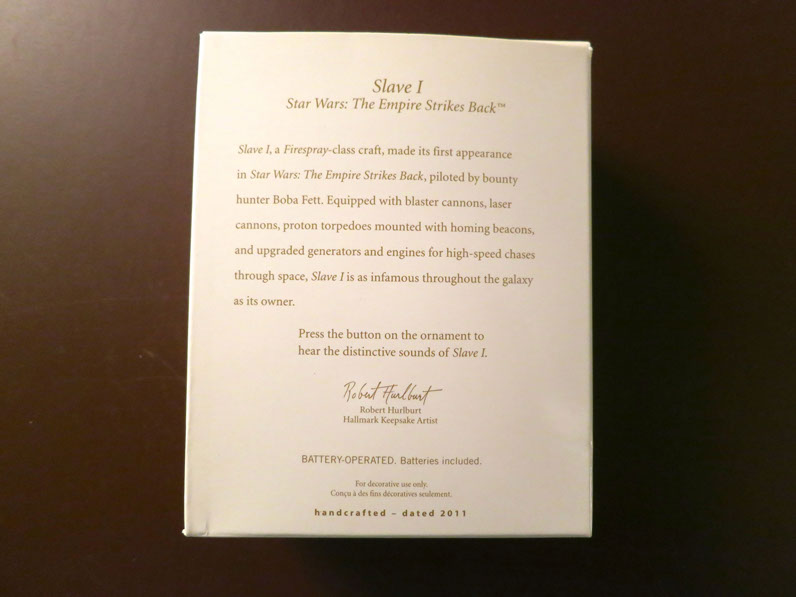 Slave I
Star Wars: The Empire Strikes Back™
Slave I, a Firespray-class craft, made its first appearance
in Star Wars: The Empire Strikes Back, piloted by bounty
hunter Boba Fett. Equipped with blaster cannons, laser
cannons, proton torpedoes mounted with homing beacons,
and upgraded generators and engines for high-speed chases
through space, Slave I is as infamous throughout the galaxy
as its owner.
Press the button on the ornament to
hear the distinctive sounds of Slave I.
Robert Hurlburt
Robert Hurlburt
Hallmark Keepsake Artist
BATTERY-OPERATED. Batteries included.
For decorative use only.
Conçu à des fins décoratives seulement.
handcrafted – dated 2011